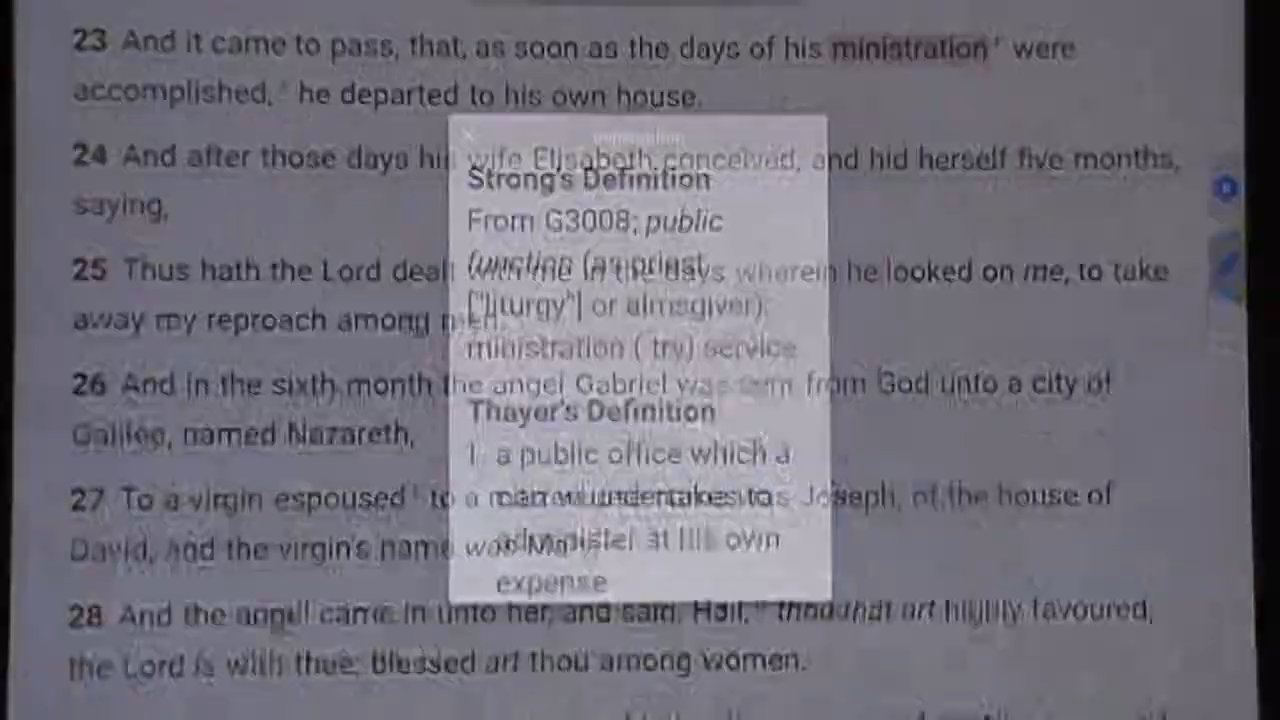 23 And it came to pass, that, as soon as the days of his ministration were
accomplished, he departed to his own house.
24 And after those days his wife Elisabeth conceived, and hid herself five months,
saying,
25 Thus hath the Lord dealt with me in the days wherein he looked on me, to take
away my reproach among men.
26 And in the sixth month the angel Gabriel was sent from God unto a city of
Galilee, named Nazareth,
27 To a virgin espoused to a man was Joseph, of the house of
David, and the virgin's name was
28 And the angel came in unto her, and said, Hail, thou that art highly favoured,
the Lord is with thee: blessed art thou among women.
ministration
Strong's Definition
From G3008; public
function (as priest
["liturgy"] or almsgiver):
ministration (try) service
Thayer's Definition
1. a public office which a
man undertakes to
administer at his own
expense